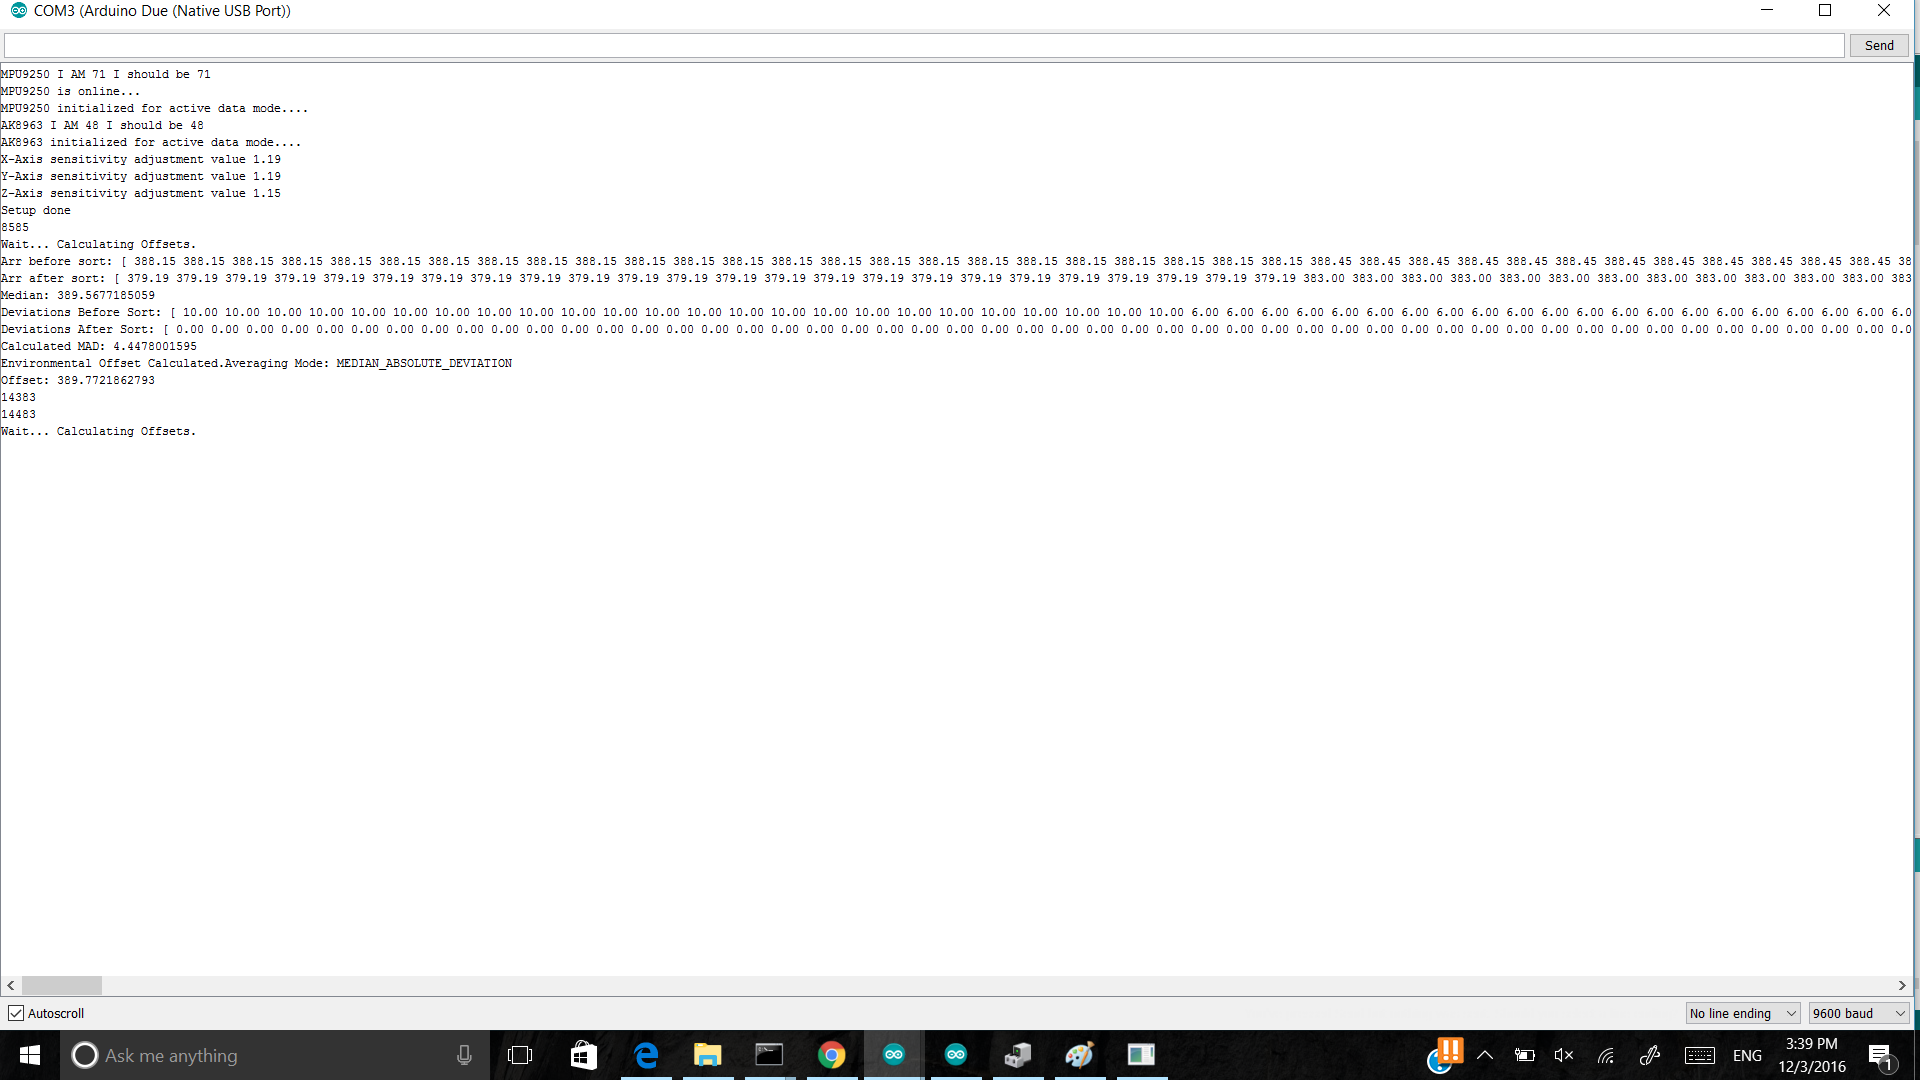 COM3 (Arduino Due (Native USB Port))
Send
MPU9250 I AM 71 I should be 71
MPU9250 is online...
MPU9250 initialized for active data mode....
AK8963 I AM 48 I should be 48
AK8963 initialized for active data mode....
X-Axis sensitivity adjustment value 1.19
Y-Axis sensitivity adjustment value 1.19
Z-Axis sensitivity adjustment value 1.15
Setup done
8585
Wait... Calculating Offsets.
Arr before sort: [ 388.15 388.15 388.15 388.15 388.15 388.15 388.15 388.15 388.15 388.15 388.15 388.15 388.15 388.15 388.15 388.15 388.15 388.15 388.15 388.15 388.15 388.15 388.15 388.15 388.45 388.45 388.45 388.45 388.45 388.45 388.45 388.45 388.45 388.45 388.45 388.45 38
Arr after sort: [ 379.19 379.19 379.19 379.19 379.19 379.19 379.19 379.19 379.19 379.19 379.19 379.19 379.19 379.19 379.19 379.19 379.19 379.19 379.19 379.19 379.19 379.19 379.19 379.19 383.00 383.00 383.00 383.00 383.00 383.00 383.00 383.00 383.00 383.00 383.00 383.00 383
Median: 389.5677185059
Deviations Before Sort: [ 10.00 10.00 10.00 10.00 10.00 10.00 10.00 10.00 10.00 10.00 10.00 10.00 10.00 10.00 10.00 10.00 10.00 10.00 10.00 10.00 10.00 10.00 10.00 10.00 6.00 6.00 6.00 6.00 6.00 6.00 6.00 6.00 6.00 6.00 6.00 6.00 6.00 6.00 6.00 6.00 6.00 6.00 6.00 6.00 6.0
Deviations After Sort: [ 0.00 0.00 0.00 0.00 0.00 0.00 0.00 0.00 0.00 0.00 0.00 0.00 0.00 0.00 0.00 0.00 0.00 0.00 0.00 0.00 0.00 0.00 0.00 0.00 0.00 0.00 0.00 0.00 0.00 0.00 0.00 0.00 0.00 0.00 0.00 0.00 0.00 0.00 0.00 0.00 0.00 0.00 0.00 0.00 0.00 0.00 0.00 0.00 0.00 0.0
Calculated MAD: 4.4478001595
Environmental Offset Calculated.Averaging Mode: MEDIAN_ABSOLUTE_DEVIATION
Offset: 389.7721862793
14383
14483
Wait... Calculating Offsets.
Autoscroll
No line ending
9600 baud
Ask me anything
ENG
3:39 PM
12/3/2016
1